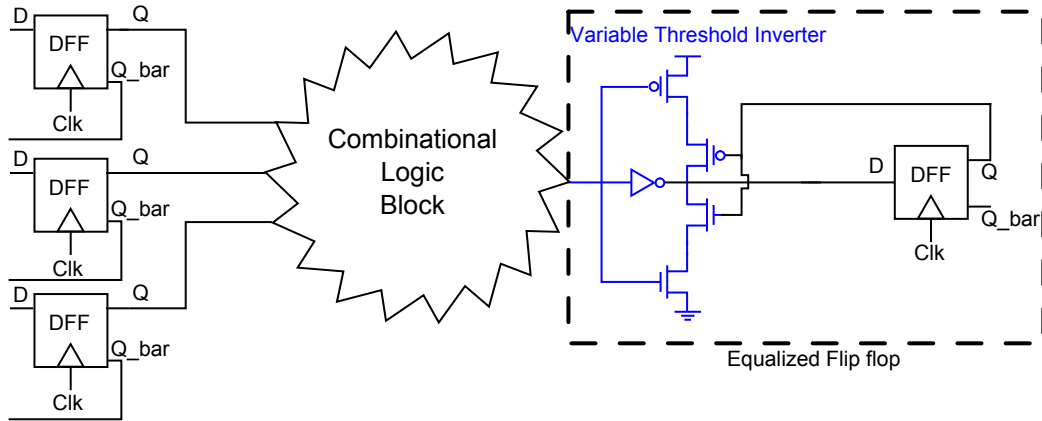 D
Q
DFF
Q_bar
Clk
D
Q
DFF
Q_bar
Clk
D
Q
DFF
Q_bar
Clk
Combinational
Logic
Block
Variable Threshold Inverter
D
DFF
Q
Q_bar
Clk
Equalized Flip flop